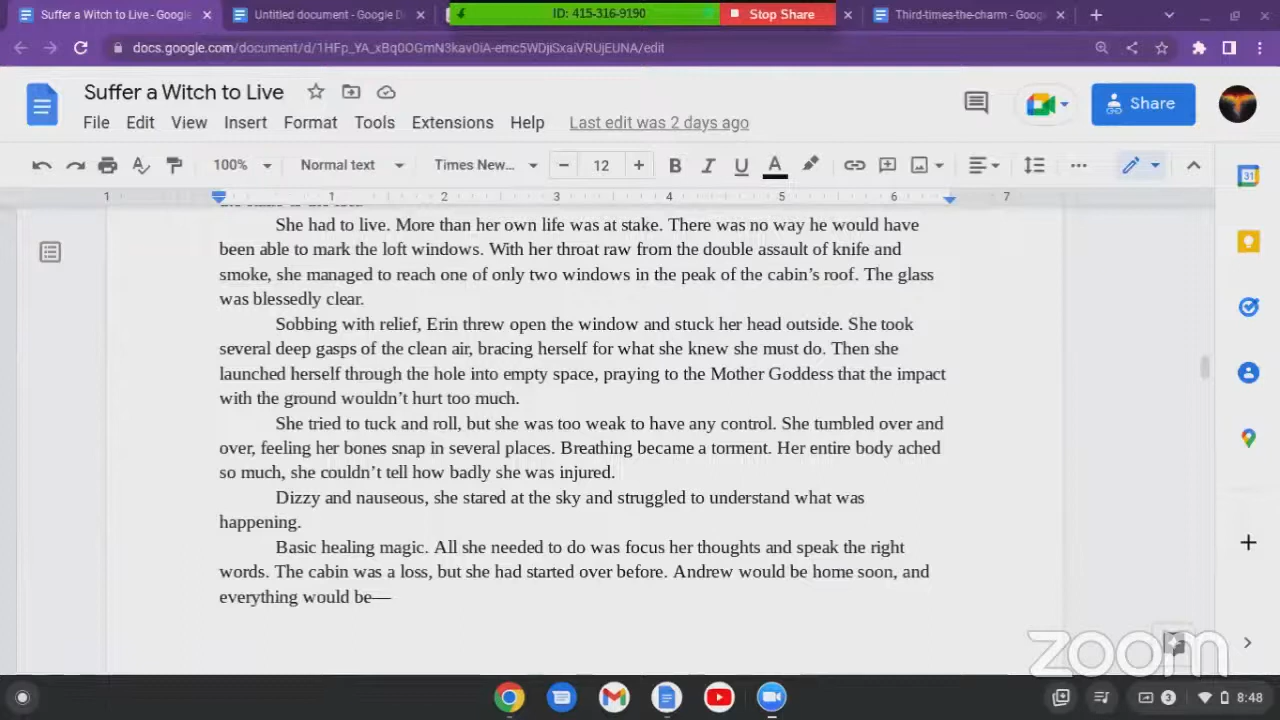 Suffer a Witch to Live - Google
Untitled document - Google D
ID: 415-316-9190
Stop Share
Third-times-the-charm - Goog
docs.google.com/document/d/1HFp_YA_xBq0OGmN3kav0iA-emc5WDjiSxaiVRUjEUNA/edit
Suffer a Witch to Live
Share
File Edit View Insert Format Tools Extensions Help Last edit was 2 days ago
100% Normal text Times New... 12
1 1 2 3 4 5 6 7
She had to live. More than her own life was at stake. There was no way he would have
been able to mark the loft windows. With her throat raw from the double assault of knife and
smoke, she managed to reach one of only two windows in the peak of the cabin’s roof. The glass
was blessedly clear.
Sobbing with relief, Erin threw open the window and stuck her head outside. She took
several deep gasps of the clean air, bracing herself for what she knew she must do. Then she
launched herself through the hole into empty space, praying to the Mother Goddess that the impact
with the ground wouldn’t hurt too much.
She tried to tuck and roll, but she was too weak to have any control. She tumbled over and
over, feeling her bones snap in several places. Breathing became a torment. Her entire body ached
so much, she couldn’t tell how badly she was injured.
Dizzy and nauseous, she stared at the sky and struggled to understand what was
happening.
Basic healing magic. All she needed to do was focus her thoughts and speak the right
words. The cabin was a loss, but she had started over before. Andrew would be home soon, and
everything would be—
zoom
3 8:48